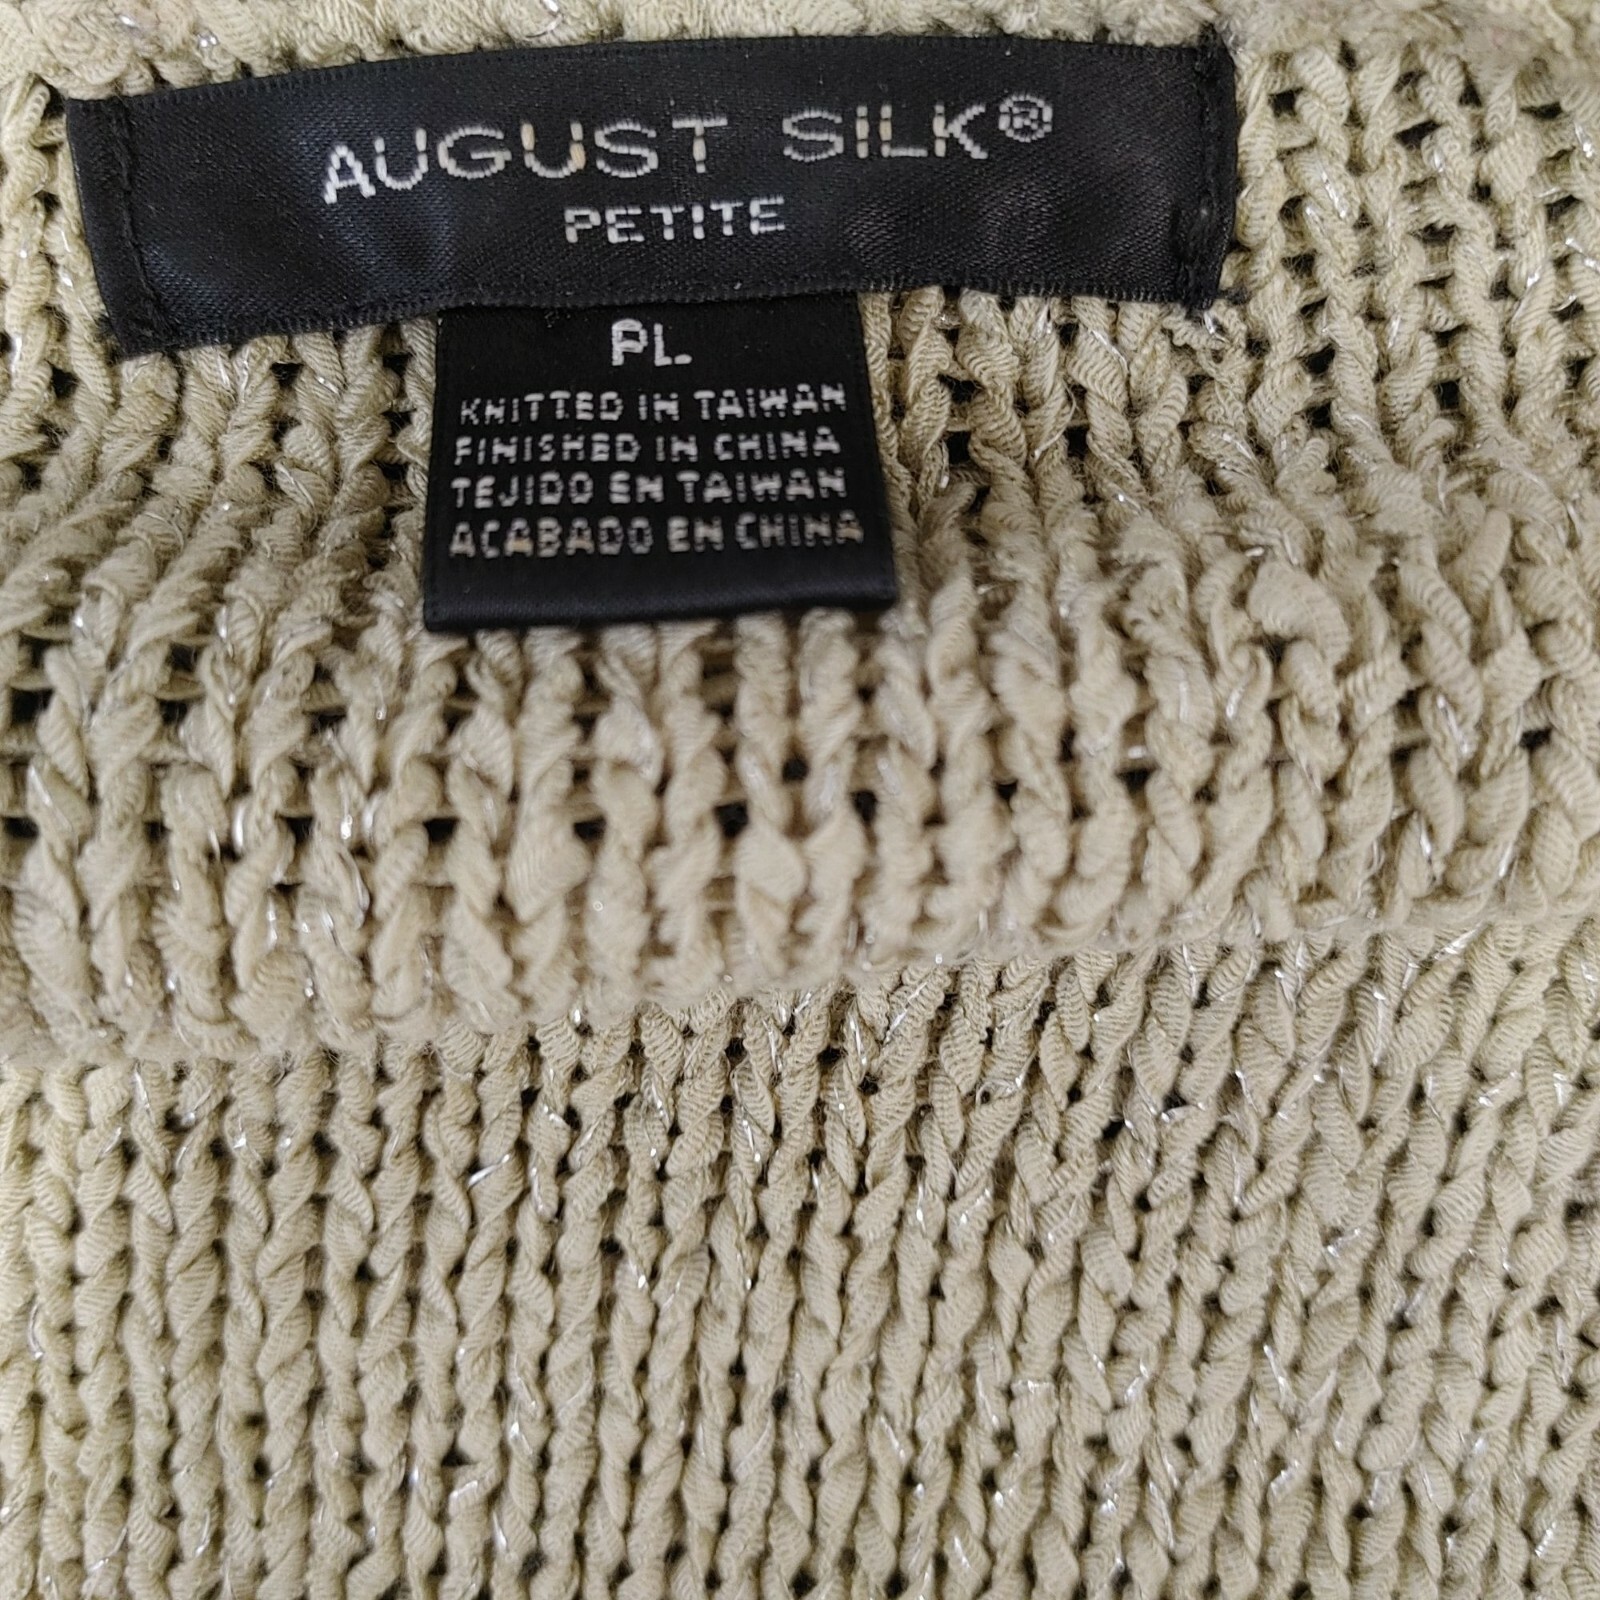 AUGUST SILK®
PETITE
PL
KNITTED IN TAIWAN
FINISHED IN CHINA
TEJIDO EN TAIWAN
ACABADO EN CHINA